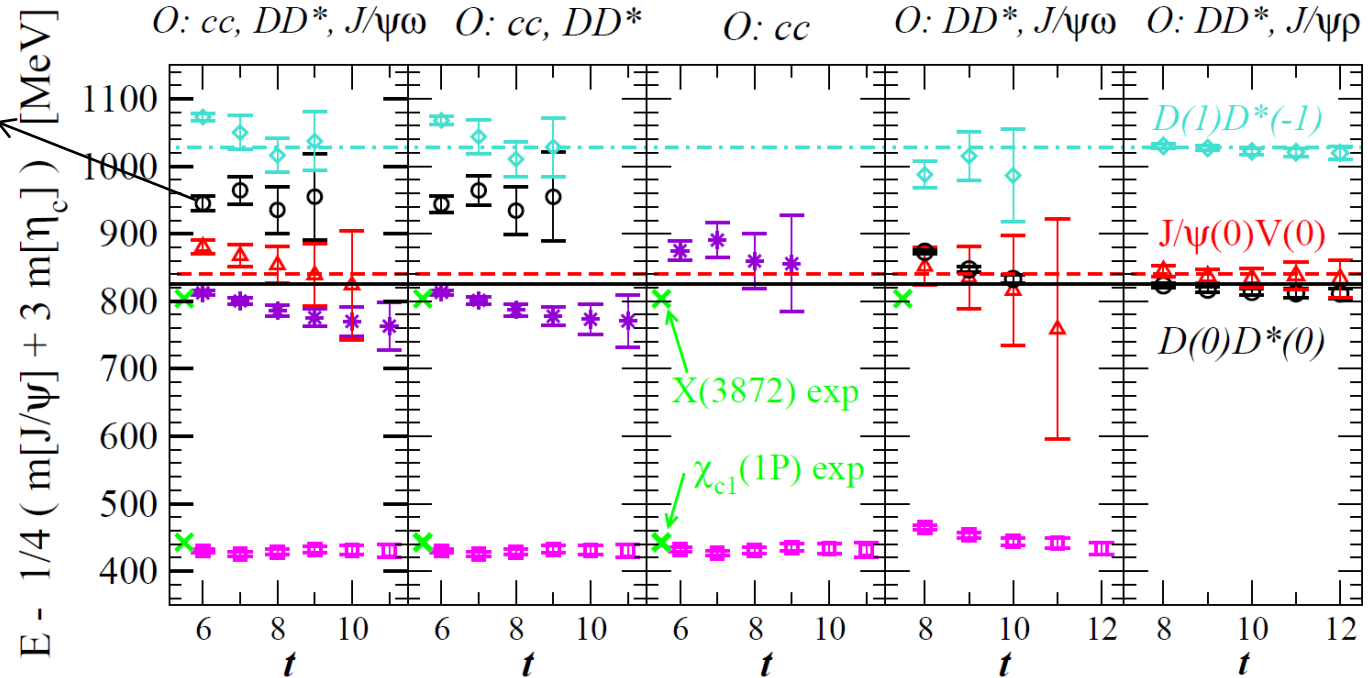 O: cc, DD*, J/ψω O: cc, DD* O: cc O: DD*, J/ψω O: DD*, J/ψρ
E - 1/4 ( m[J/ψ] + 3 m[η_c] ) [MeV]
1100
1000
900
800
700
600
500
400
D(1)D*(-1)
J/ψ(0)V(0)
D(0)D*(0)
X(3872) exp
χ_c1(1P) exp
6 8 10 6 8 10 6 8 10 8 10 12 8 10 12
t t t t t